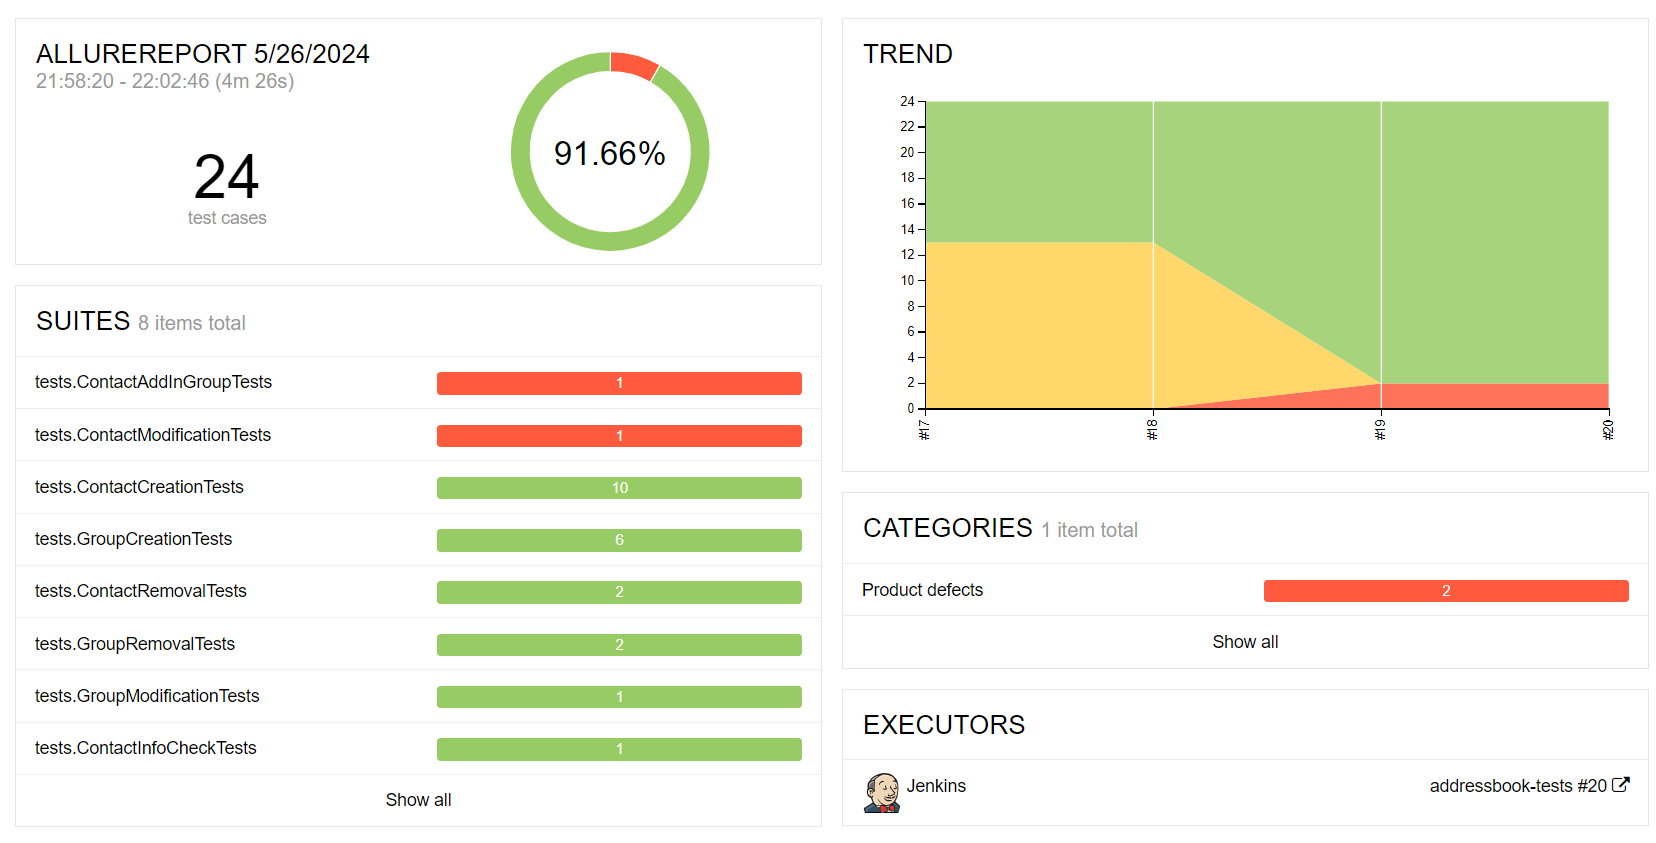 ALLUREREPORT 5/26/2024
21:58:20 - 22:02:46 (4m 26s)
24
test cases
91.66%
SUITES 8 items total
tests.ContactAddInGroupTests 1
tests.ContactModificationTests 1
tests.ContactCreationTests 10
tests.GroupCreationTests 6
tests.ContactRemovalTests 2
tests.GroupRemovalTests 2
tests.GroupModificationTests 1
tests.ContactInfoCheckTests 1
Show all
TREND
24
22
20
18
16
14
12
10
8
6
4
2
0
#17 #18 #19 #20
CATEGORIES 1 item total
Product defects 2
Show all
EXECUTORS
Jenkins addressbook-tests #20